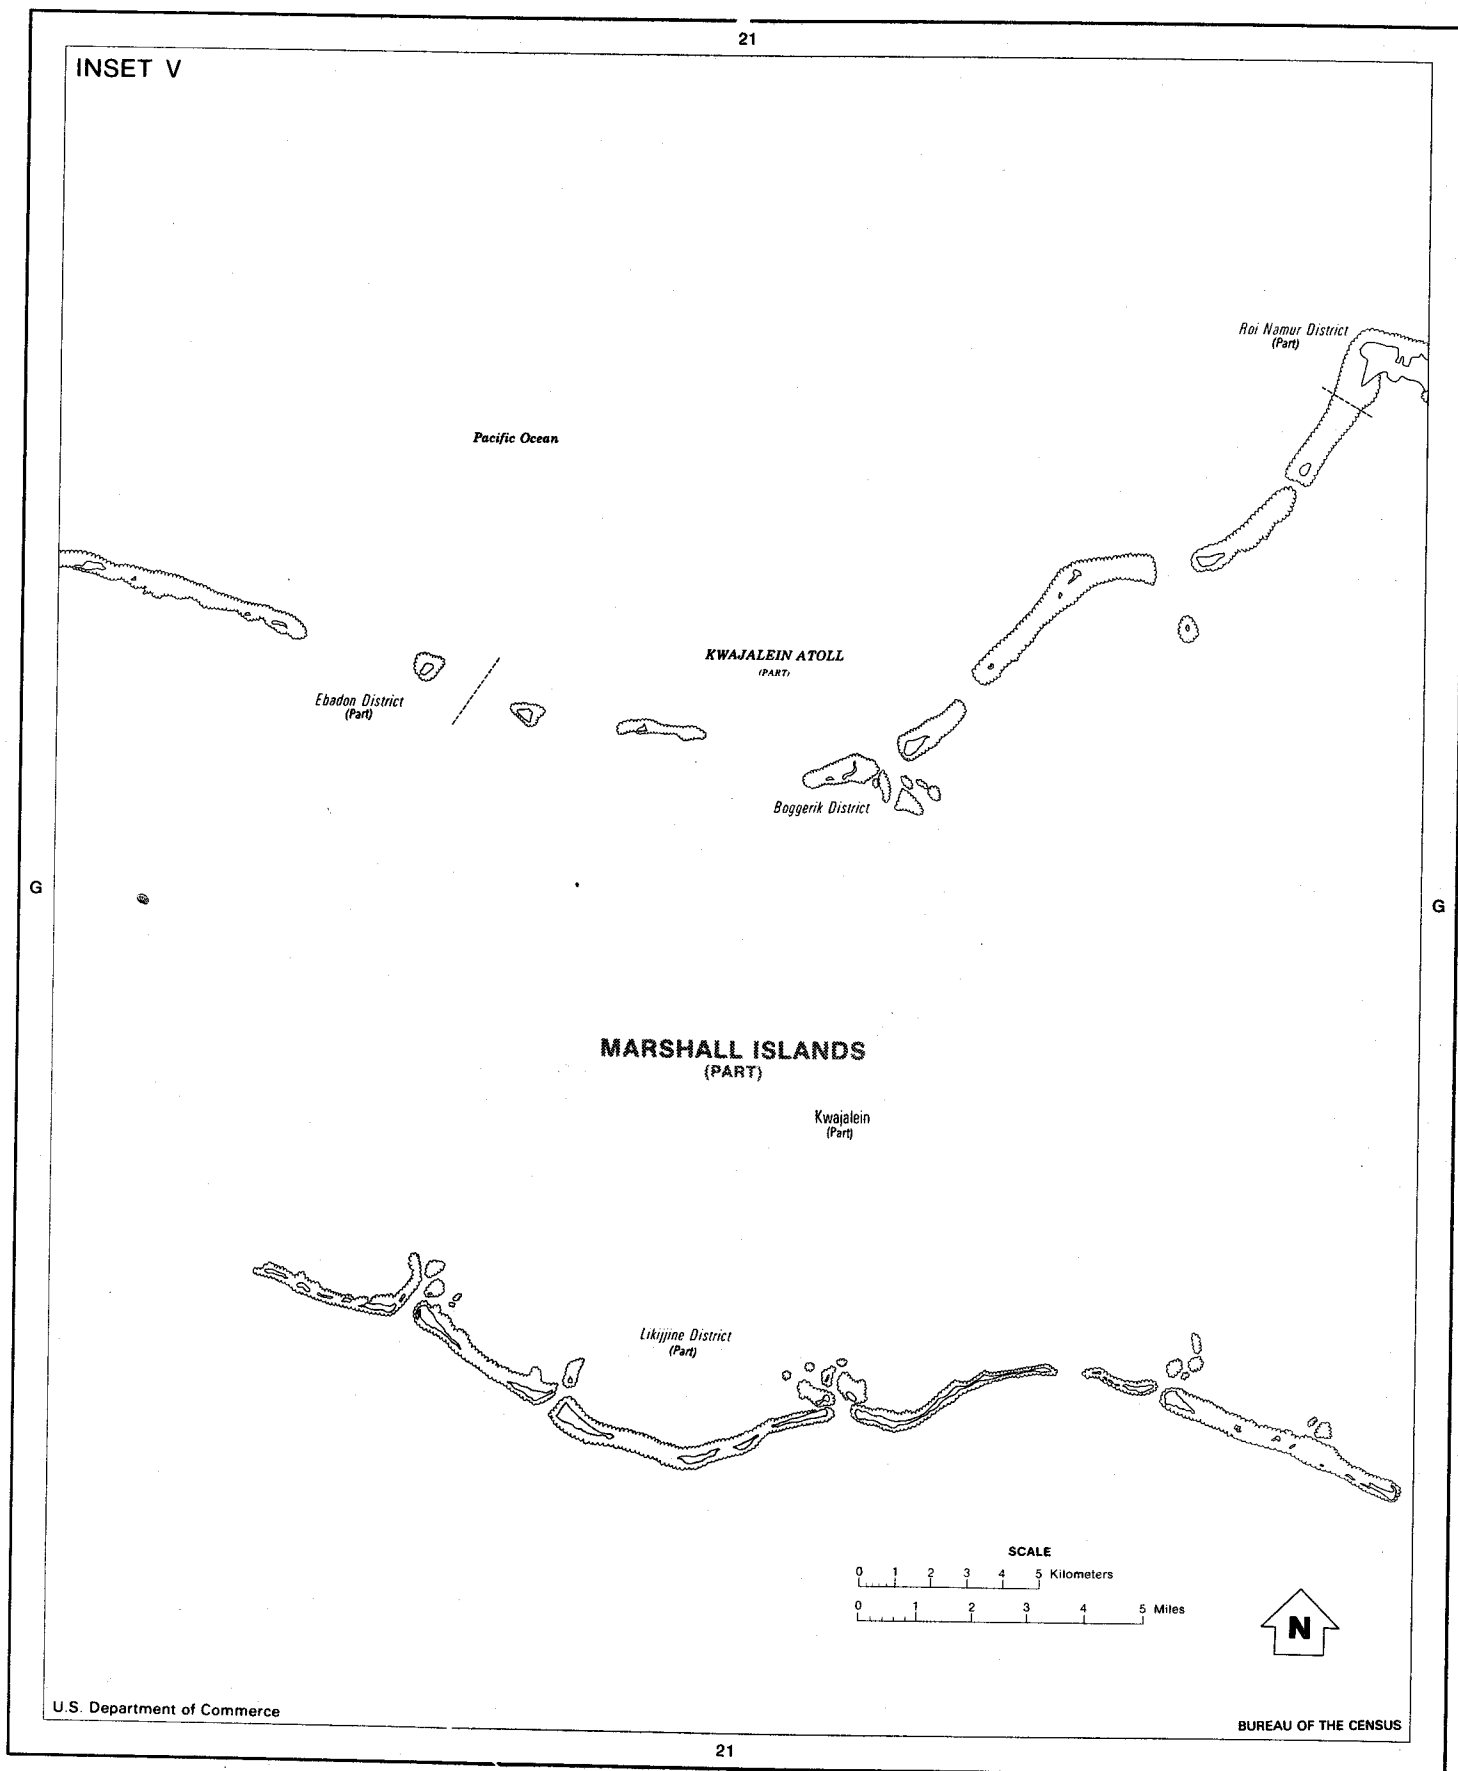 21
INSET V
Roi Namur District
(Part)
Pacific Ocean
KWAJALEIN ATOLL
(PART)
Ebadon District
(Part)
Boggerik District
G
G
MARSHALL ISLANDS
(PART)
Kwajalein
(Part)
Likijjine District
(Part)
SCALE
0 1 2 3 4 5 Kilometers
0 1 2 3 4 5 Miles
N
U.S. Department of Commerce
BUREAU OF THE CENSUS
21